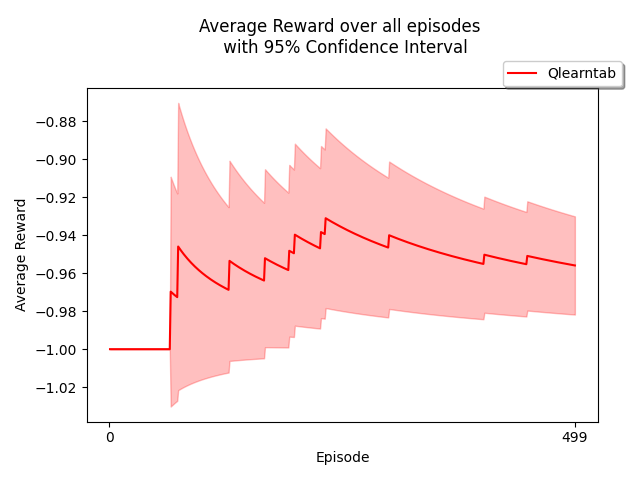 Average Reward over all episodes
with 95% Confidence Interval
Qlearntab
−0.88
−0.90
−0.92
−0.94
−0.96
−0.98
−1.00
−1.02
Average Reward
0
499
Episode